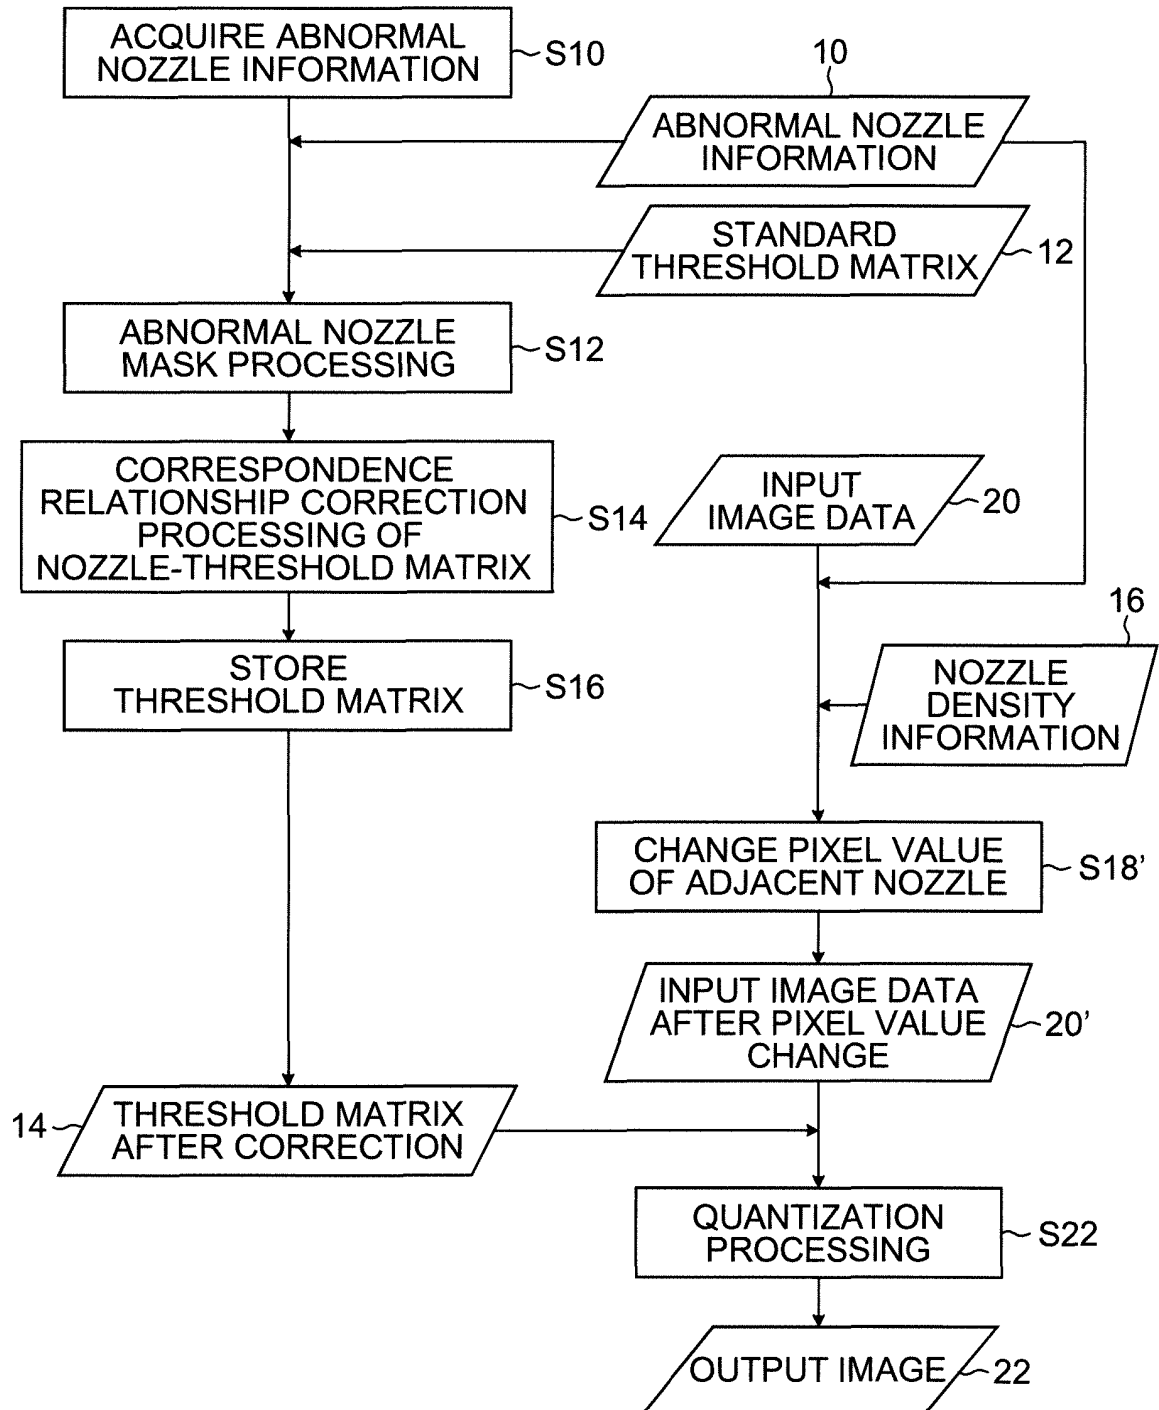 ACQUIRE ABNORMAL
NOZZLE INFORMATION
S10
10
ABNORMAL NOZZLE
INFORMATION
STANDARD
THRESHOLD MATRIX
12
ABNORMAL NOZZLE
MASK PROCESSING
S12
CORRESPONDENCE
RELATIONSHIP CORRECTION
PROCESSING OF
NOZZLE-THRESHOLD MATRIX
S14
INPUT
IMAGE DATA
20
16
NOZZLE
DENSITY
INFORMATION
STORE
THRESHOLD MATRIX
S16
CHANGE PIXEL VALUE
OF ADJACENT NOZZLE
S18'
INPUT IMAGE DATA
AFTER PIXEL VALUE
CHANGE
20'
14
THRESHOLD MATRIX
AFTER CORRECTION
QUANTIZATION
PROCESSING
S22
OUTPUT IMAGE
22